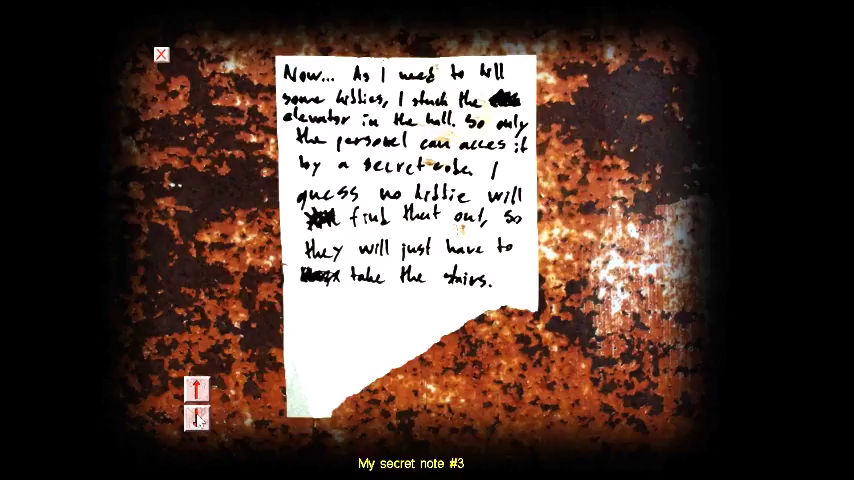 Now... As I need to kill
some kiddies, I stuck the
elevator in the hall. So only
the personel can acces it
by a secret code. I
guess no kiddie will
find that out, so
they will just have to
take the stairs.
My secret note #3